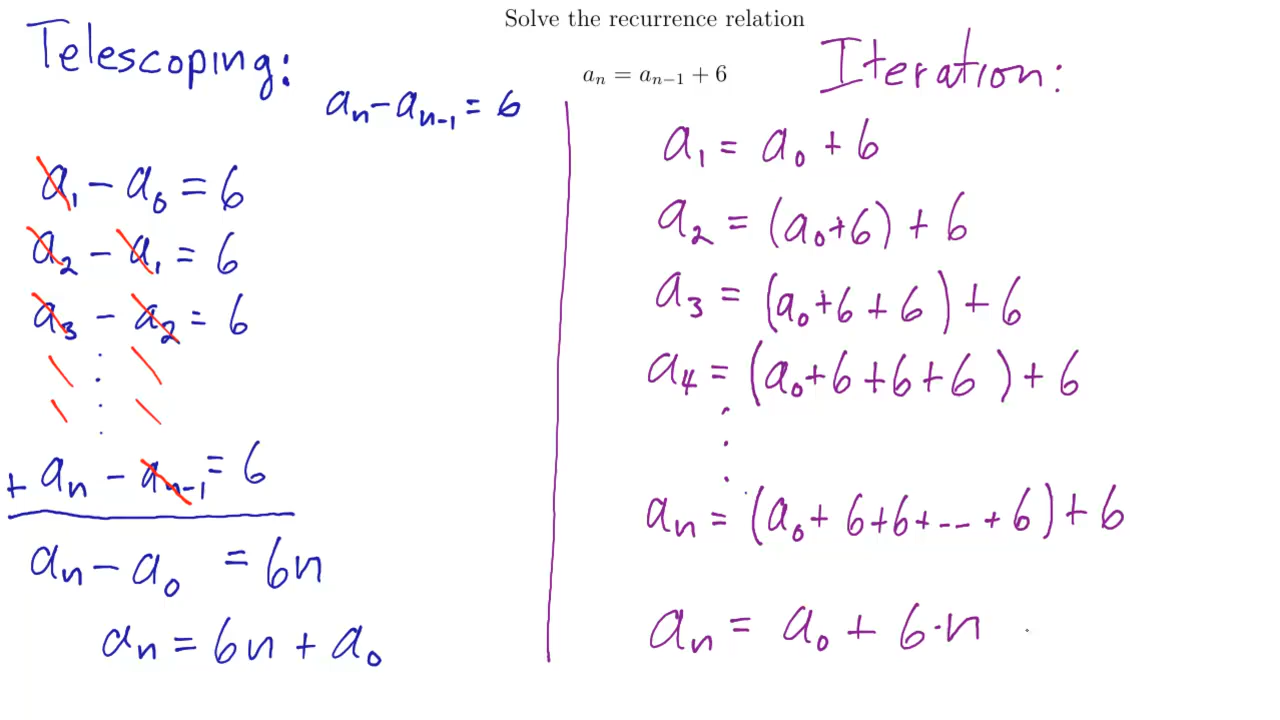 Solve the recurrence relation
aₙ = aₙ₋₁ + 6
Telescoping:
aₙ - aₙ₋₁ = 6
a₁ - a₀ = 6
a₂ - a₁ = 6
a₃ - a₂ = 6
⋮
+ aₙ - aₙ₋₁ = 6
aₙ - a₀ = 6n
aₙ = 6n + a₀
Iteration:
a₁ = a₀ + 6
a₂ = (a₀+6) + 6
a₃ = (a₀+6+6) + 6
a₄ = (a₀+6+6+6) + 6
⋮
aₙ = (a₀+6+6+--+6) + 6
aₙ = a₀ + 6·n